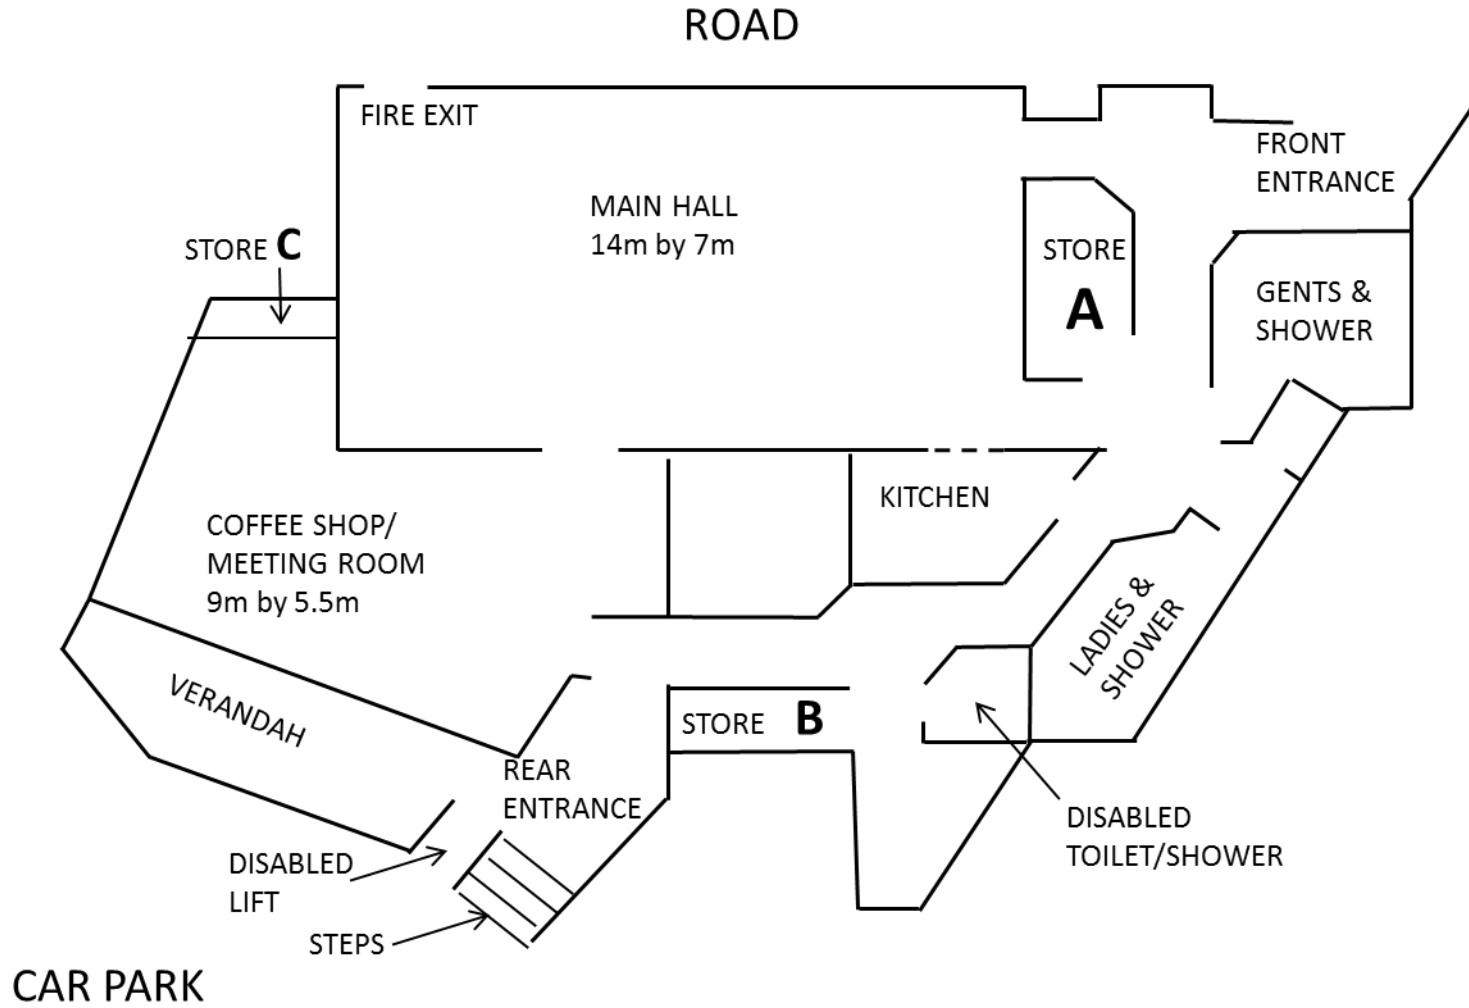 ROAD
FIRE EXIT
FRONT
ENTRANCE
MAIN HALL
14m by 7m
STORE C
STORE
A
GENTS &
SHOWER
KITCHEN
COFFEE SHOP/
MEETING ROOM
9m by 5.5m
LADIES &
SHOWER
VERANDAH
STORE B
REAR
ENTRANCE
DISABLED
TOILET/SHOWER
DISABLED
LIFT
STEPS
CAR PARK